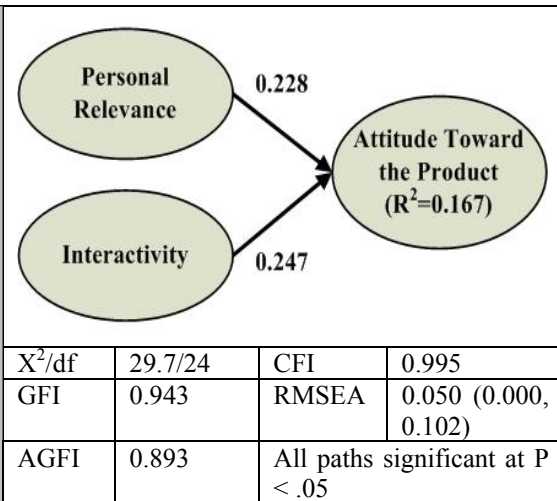 Personal
Relevance
0.228
Attitude Toward
the Product
(R²=0.167)
Interactivity
0.247
X²/df 29.7/24 CFI 0.995
GFI 0.943 RMSEA 0.050 (0.000,
0.102)
AGFI 0.893 All paths significant at P
< .05